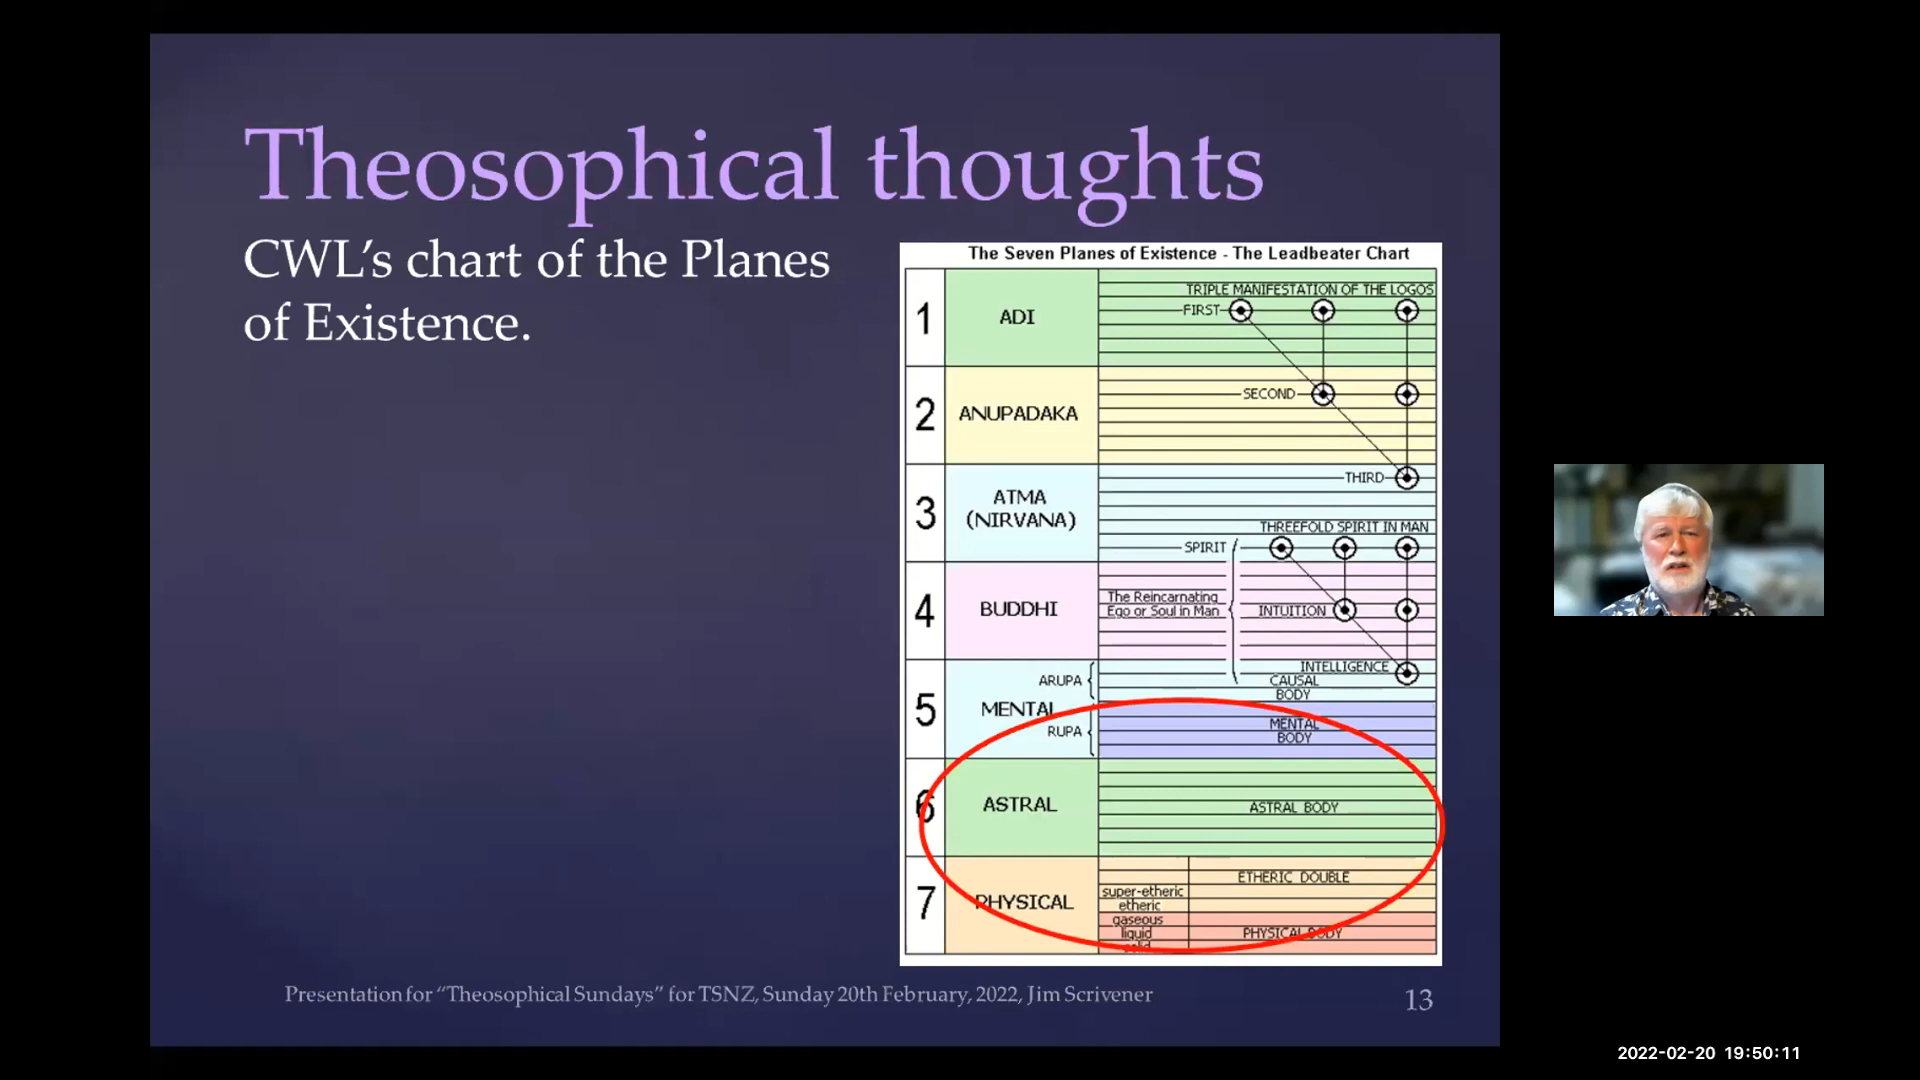 Theosophical thoughts
CWL's chart of the Planes
of Existence.
The Seven Planes of Existence - The Leadbeater Chart
1
ADI
TRIPLE MANIFESTATION OF THE LOGOS
FIRST
2
ANUPADAKA
SECOND
3
ATMA
(NIRVANA)
THIRD
THREEFOLD SPIRIT IN MAN
SPIRIT
4
BUDDHI
The Reincarnating
Ego or Soul in Man
INTUITION
5
MENTAL
ARUPA
RUPA
INTELLIGENCE
CAUSAL
BODY
MENTAL
BODY
6
ASTRAL
ASTRAL BODY
7
PHYSICAL
ETHERIC DOUBLE
super-etheric
etheric
gaseous
liquid
solid
PHYSICAL BODY
Presentation for “Theosophical Sundays” for TSNZ, Sunday 20th February, 2022, Jim Scrivener
13
2022-02-20 19:50:11